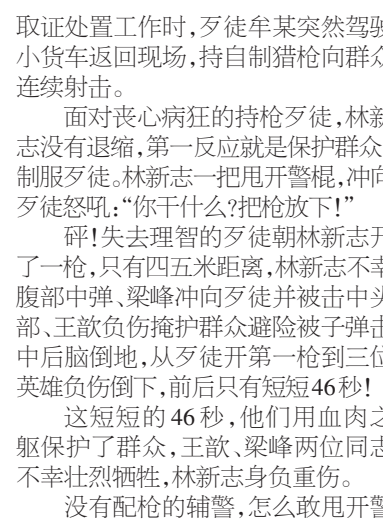 取证处置工作时,歹徒牟某突然驾驶
小货车返回现场,持自制猎枪向群众
连续射击。
面对丧心病狂的持枪歹徒,林新
志没有退缩,第一反应就是保护群众
制服歹徒。林新志一把甩开警棍,冲向
歹徒怒吼:“你干什么?把枪放下!”
砰!失去理智的歹徒朝林新志开
了一枪,只有四五米距离,林新志不幸
腹部中弹、梁峰冲向歹徒并被击中头
部、王歆负伤掩护群众避险被子弹击
中后脑倒地,从歹徒开第一枪到三位
英雄负伤倒下,前后只有短短46秒!
这短短的46秒,他们用血肉之
躯保护了群众,王歆、梁峰两位同志
不幸壮烈牺牲,林新志身负重伤。
没有配枪的辅警,怎么敢甩开警